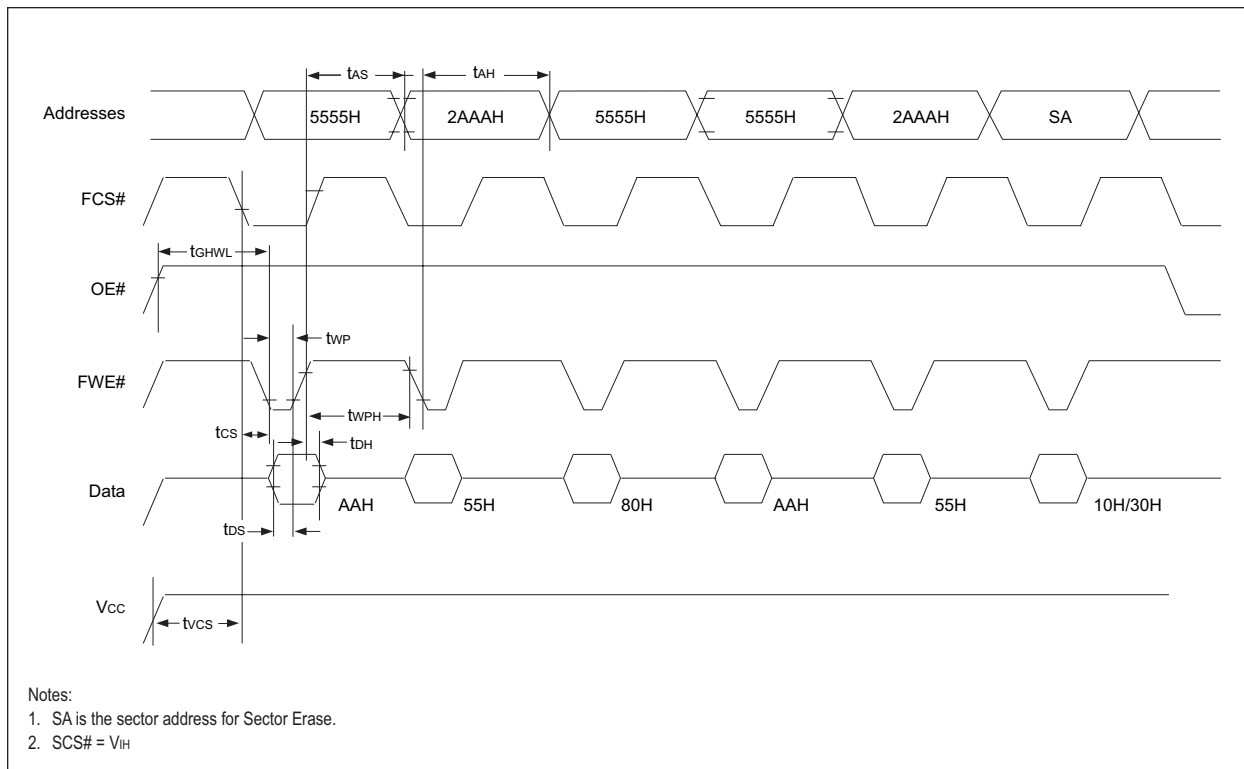 tAS
tAH
Addresses
5555H
2AAAH
5555H
5555H
2AAAH
SA
FCS#
tGHWL
OE#
tWP
FWE#
tWPH
tCS
tDH
Data
AAH
55H
80H
AAH
55H
10H/30H
tDS
Vcc
tVCS
Notes:
1. SA is the sector address for Sector Erase.
2. SCS# = VIH